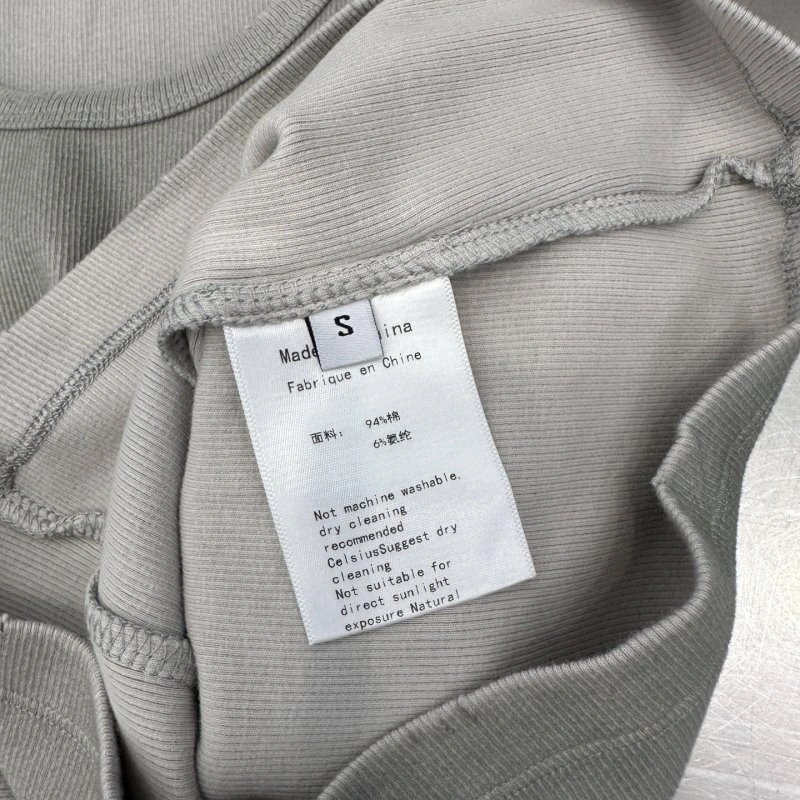 2
Made ina
Fabrique en Chine
面料: 94%棉
6%氨纶
Not machine washable,
dry cleaning
recommended
CelsiusSuggest dry
cleaning
Not suitable for
direct sunlight
exposure Natural